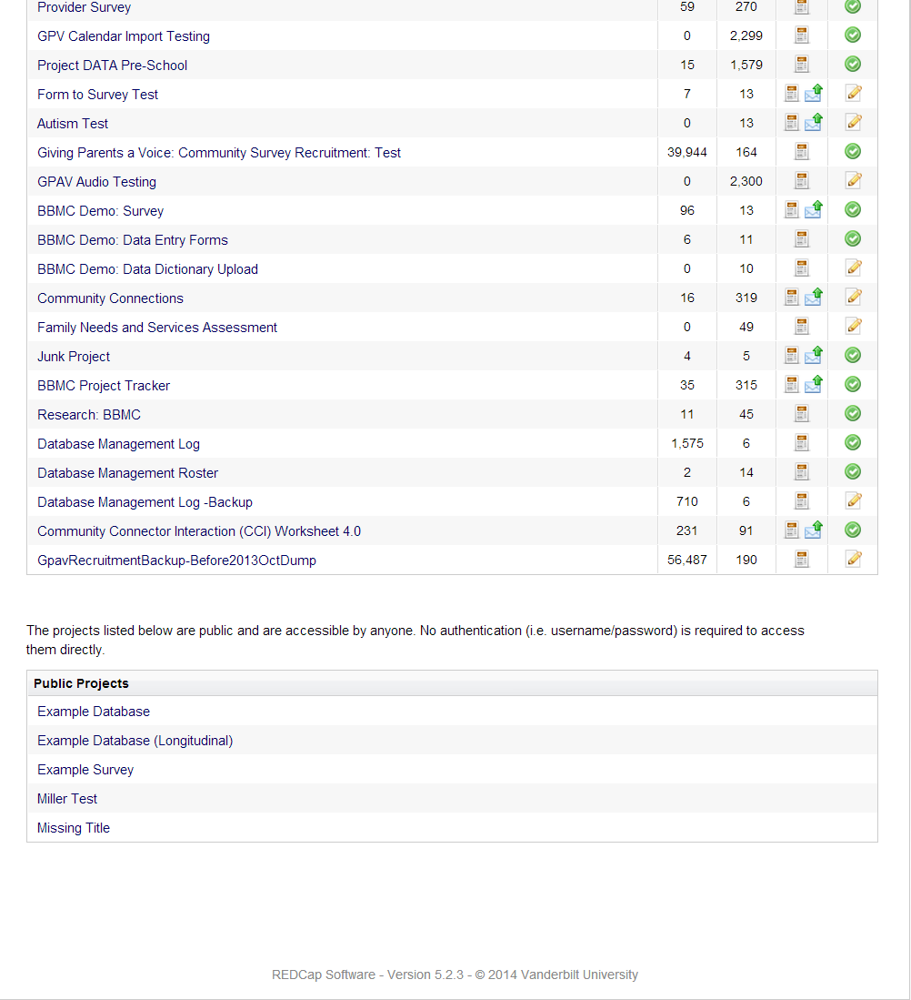 Provider Survey 59 270
GPV Calendar Import Testing 0 2,299
Project DATA Pre-School 15 1,579
Form to Survey Test 7 13
Autism Test 0 13
Giving Parents a Voice: Community Survey Recruitment: Test 39,944 164
GPAV Audio Testing 0 2,300
BBMC Demo: Survey 96 13
BBMC Demo: Data Entry Forms 6 11
BBMC Demo: Data Dictionary Upload 0 10
Community Connections 16 319
Family Needs and Services Assessment 0 49
Junk Project 4 5
BBMC Project Tracker 35 315
Research: BBMC 11 45
Database Management Log 1,575 6
Database Management Roster 2 14
Database Management Log -Backup 710 6
Community Connector Interaction (CCI) Worksheet 4.0 231 91
GpavRecruitmentBackup-Before2013OctDump 56,487 190
The projects listed below are public and are accessible by anyone. No authentication (i.e. username/password) is required to access
them directly.
Public Projects
Example Database
Example Database (Longitudinal)
Example Survey
Miller Test
Missing Title
REDCap Software - Version 5.2.3 - © 2014 Vanderbilt University